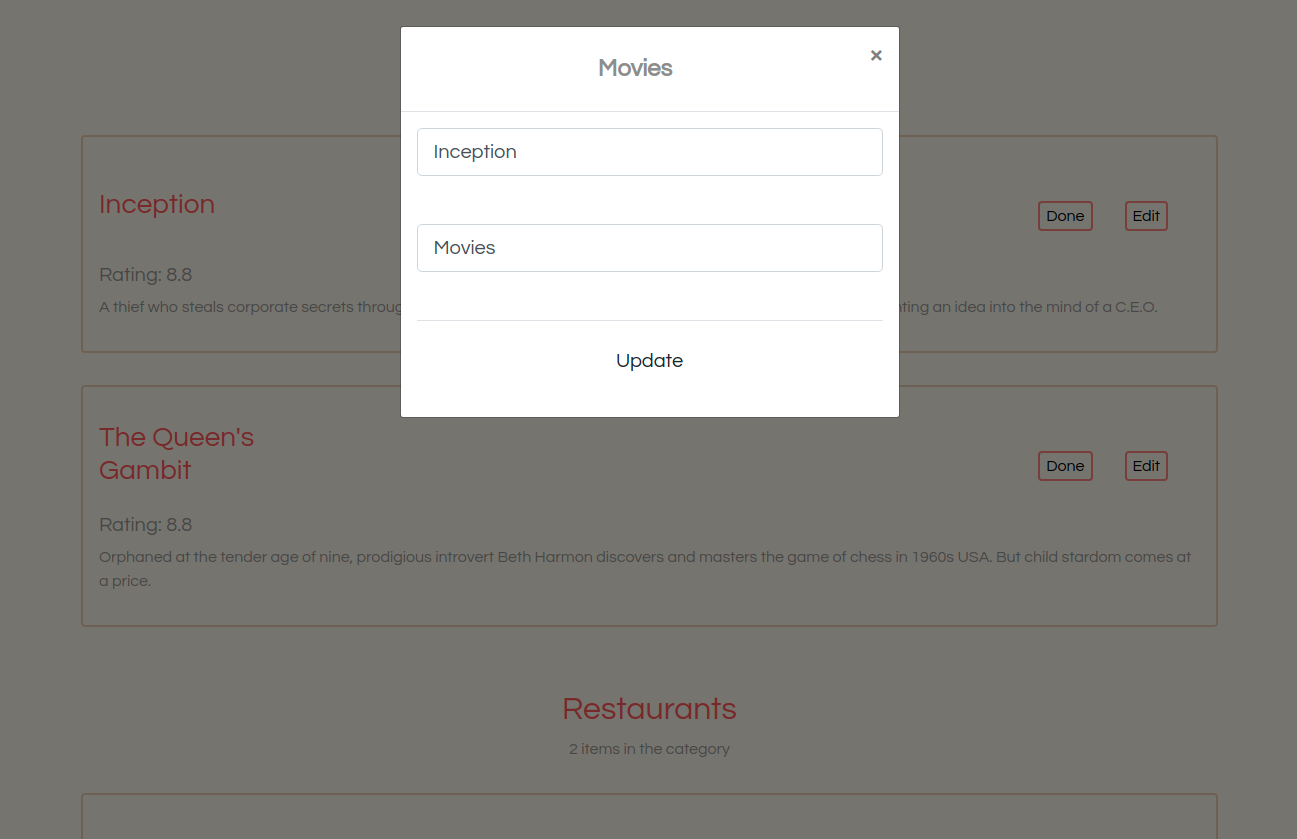 Movies
×
Inception
Movies
Update
Inception
Done
Edit
Rating: 8.8
A thief who steals corporate secrets
an idea into the mind of a C.E.O.
The Queen's
Gambit
Done
Edit
Rating: 8.8
Orphaned at the tender age of nine, prodigious introvert Beth Harmon discovers and masters the game of chess in 1960s USA. But child stardom comes at
a price.
Restaurants
2 items in the category